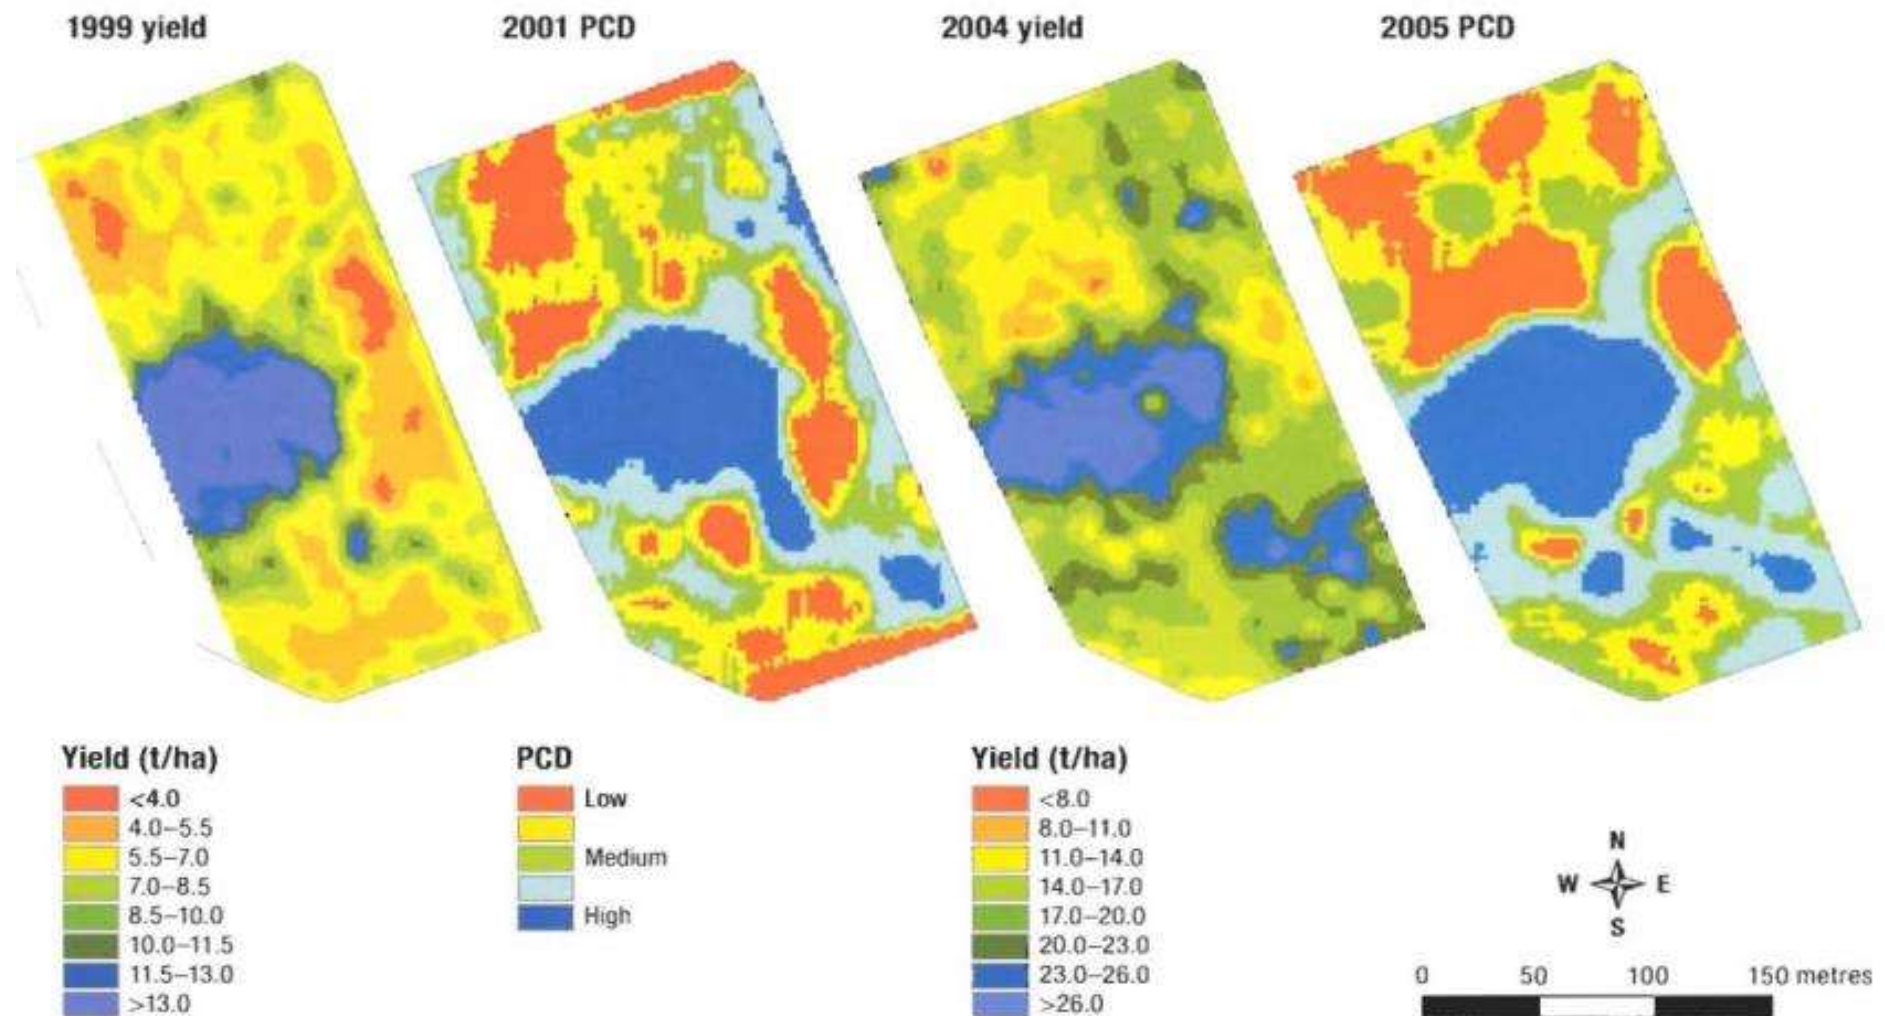 1999 yield
2001 PCD
2004 yield
2005 PCD
Yield (t/ha)
<4.0
4.0–5.5
5.5–7.0
7.0–8.5
8.5–10.0
10.0–11.5
11.5–13.0
>13.0
PCD
Low
Medium
High
Yield (t/ha)
<8.0
8.0–11.0
11.0–14.0
14.0–17.0
17.0–20.0
20.0–23.0
23.0–26.0
>26.0
N
W E
S
0 50 100 150 metres